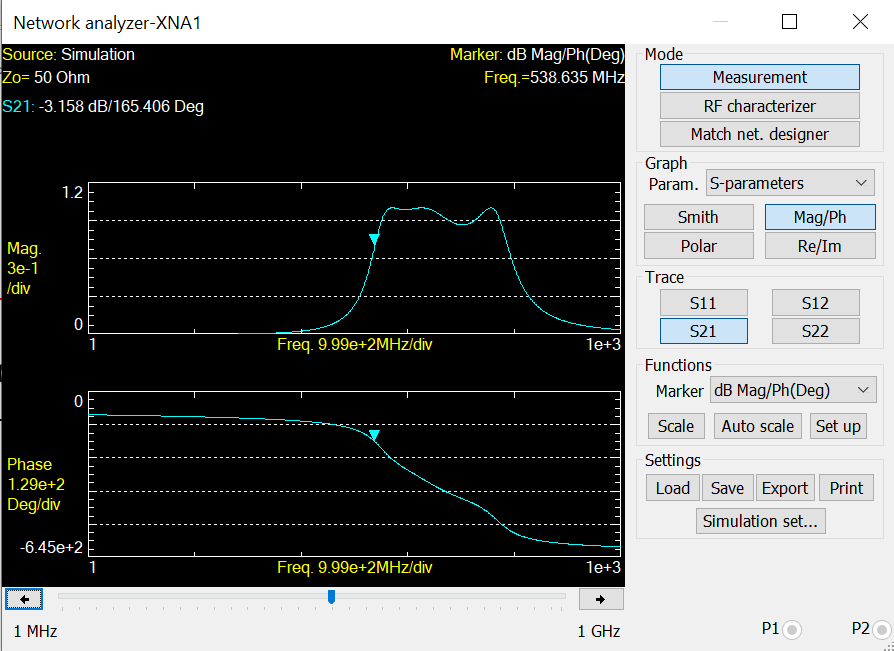 Network analyzer-XNA1
Source: Simulation
Marker: dB Mag/Ph(Deg)
Zo= 50 Ohm
Freq.=538.635 MHz
S21: -3.158 dB/165.406 Deg
1.2
Mag.
3e-1
/div
0
1
Freq. 9.99e+2MHz/div
1e+3
0
Phase
1.29e+2
Deg/div
-6.45e+2
1
Freq. 9.99e+2MHz/div
1e+3
1 MHz
1 GHz
Mode
Measurement
RF characterizer
Match net. designer
Graph
Param. S-parameters
Smith
Mag/Ph
Polar
Re/Im
Trace
S11
S12
S21
S22
Functions
Marker dB Mag/Ph(Deg)
Scale
Auto scale
Set up
Settings
Load
Save
Export
Print
Simulation set...
P1
P2